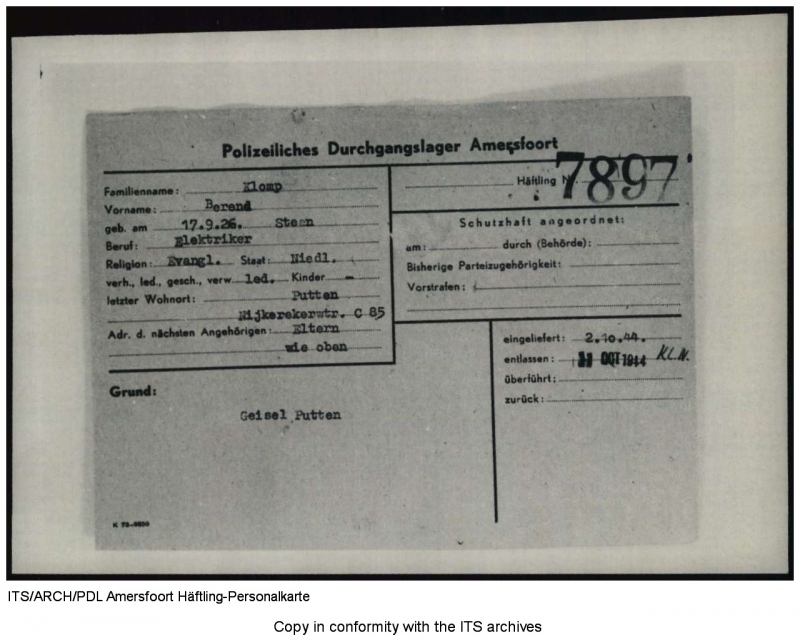 Polizeiliches Durchgangslager Amersfoort
Familienname: Klomp
Vorname: Berend
geb. am 17.9.26. Steen
Beruf: Elektriker
Religion: Evangl. Staat: Niedl.
verh., led., gesch., verw led. Kinder -
letzter Wohnort: Putten
Nijkerekerwtr. C 85
Adr. d. nächsten Angehörigen: Eltern
wie oben
Häftling N 7897
Schutzhaft angeordnet:
am: durch (Behörde):
Bisherige Parteizugehörigkeit:
Vorstrafen:
eingeliefert: 2.10.44.
entlassen: OCT 1944 KL.N.
überführt:
zurück:
Grund:
Geisel Putten
ITS/ARCH/PDL Amersfoort Häftling-Personalkarte
Copy in conformity with the ITS archives